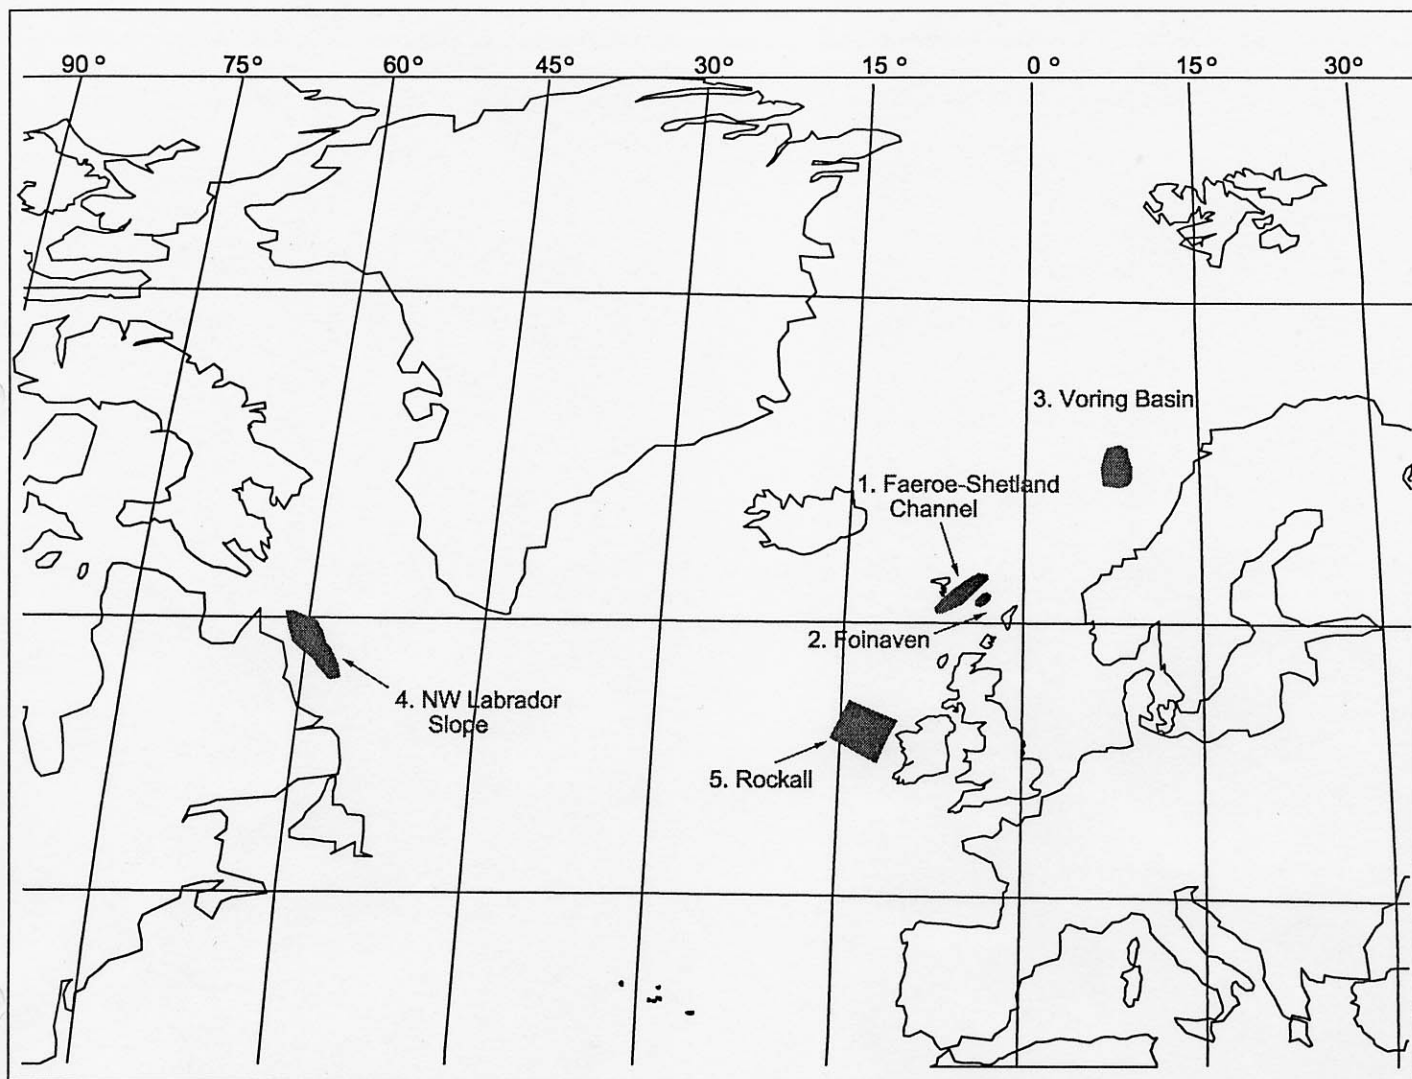 90 ° 75° 60° 45° 30° 15 ° 0 ° 15° 30°
3. Voring Basin
1. Faeroe-Shetland
Channel
2. Foinaven
4. NW Labrador
Slope
5. Rockall